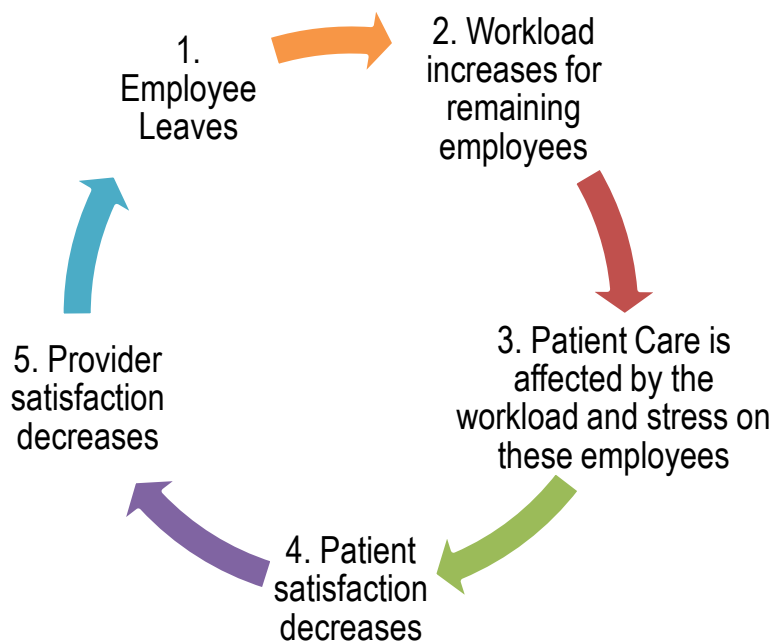 1.
Employee
Leaves
2. Workload
increases for
remaining
employees
3. Patient Care is
affected by the
workload and stress on
these employees
4. Patient
satisfaction
decreases
5. Provider
satisfaction
decreases